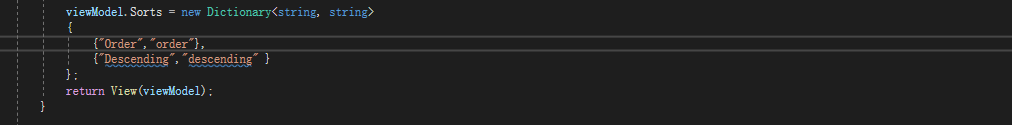 viewModel.Sorts = new Dictionary<string, string>
{
{"Order","order"},
{"Descending","descending" }
};
return View(viewModel);
}